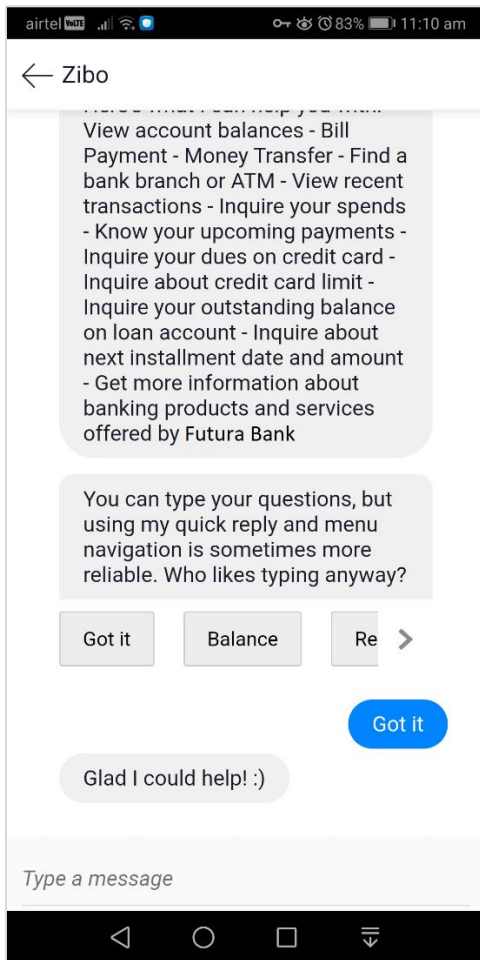 airtel VoLTE 83% 11:10 am
Zibo
View account balances - Bill
Payment - Money Transfer - Find a
bank branch or ATM - View recent
transactions - Inquire your spends
- Know your upcoming payments -
Inquire your dues on credit card -
Inquire about credit card limit -
Inquire your outstanding balance
on loan account - Inquire about
next installment date and amount
- Get more information about
banking products and services
offered by Futura Bank
You can type your questions, but
using my quick reply and menu
navigation is sometimes more
reliable. Who likes typing anyway?
Got it Balance Re
Got it
Glad I could help! :)
Type a message